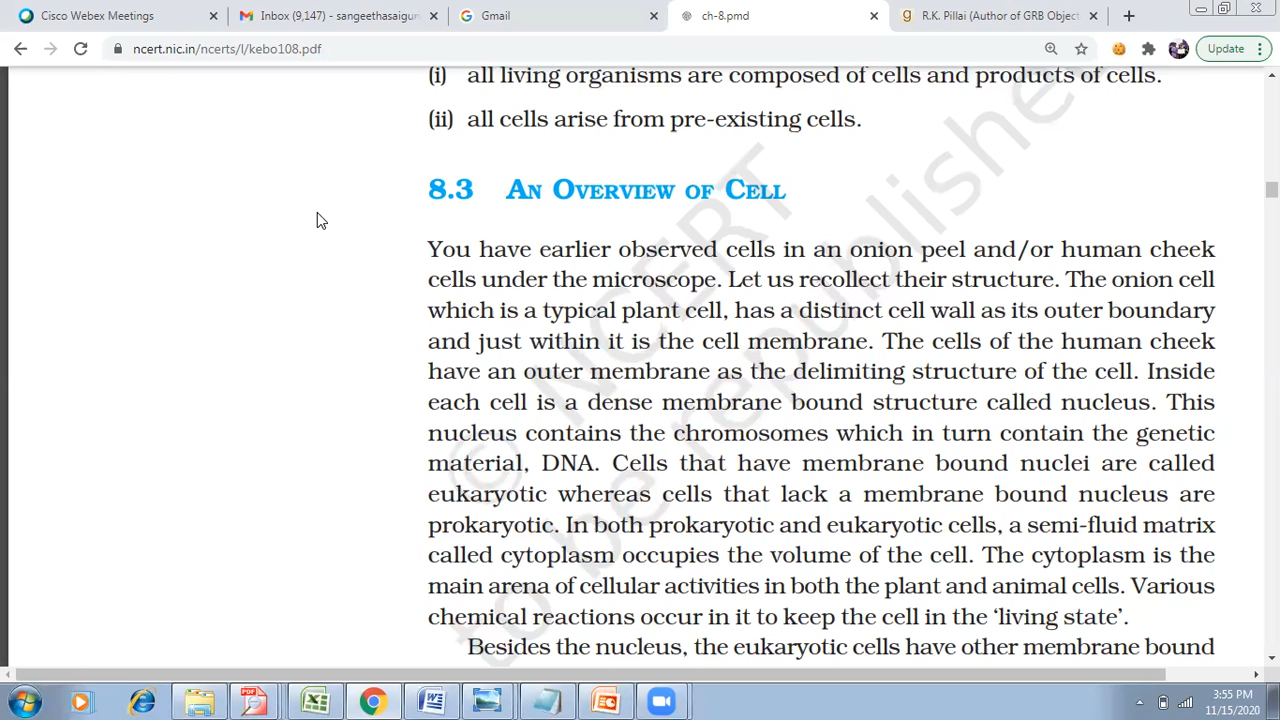 Cisco Webex Meetings
Inbox (9,147) - sangeethasaigun
Gmail
ch-8.pmd
R.K. Pillai (Author of GRB Object
ncert.nic.in/ncerts/l/kebo108.pdf
Update
(i) all living organisms are composed of cells and products of cells.
(ii) all cells arise from pre-existing cells.
8.3 AN OVERVIEW OF CELL
You have earlier observed cells in an onion peel and/or human cheek
cells under the microscope. Let us recollect their structure. The onion cell
which is a typical plant cell, has a distinct cell wall as its outer boundary
and just within it is the cell membrane. The cells of the human cheek
have an outer membrane as the delimiting structure of the cell. Inside
each cell is a dense membrane bound structure called nucleus. This
nucleus contains the chromosomes which in turn contain the genetic
material, DNA. Cells that have membrane bound nuclei are called
eukaryotic whereas cells that lack a membrane bound nucleus are
prokaryotic. In both prokaryotic and eukaryotic cells, a semi-fluid matrix
called cytoplasm occupies the volume of the cell. The cytoplasm is the
main arena of cellular activities in both the plant and animal cells. Various
chemical reactions occur in it to keep the cell in the ‘living state’.
Besides the nucleus, the eukaryotic cells have other membrane bound
© NCERT
to be republishe
3:55 PM
11/15/2020